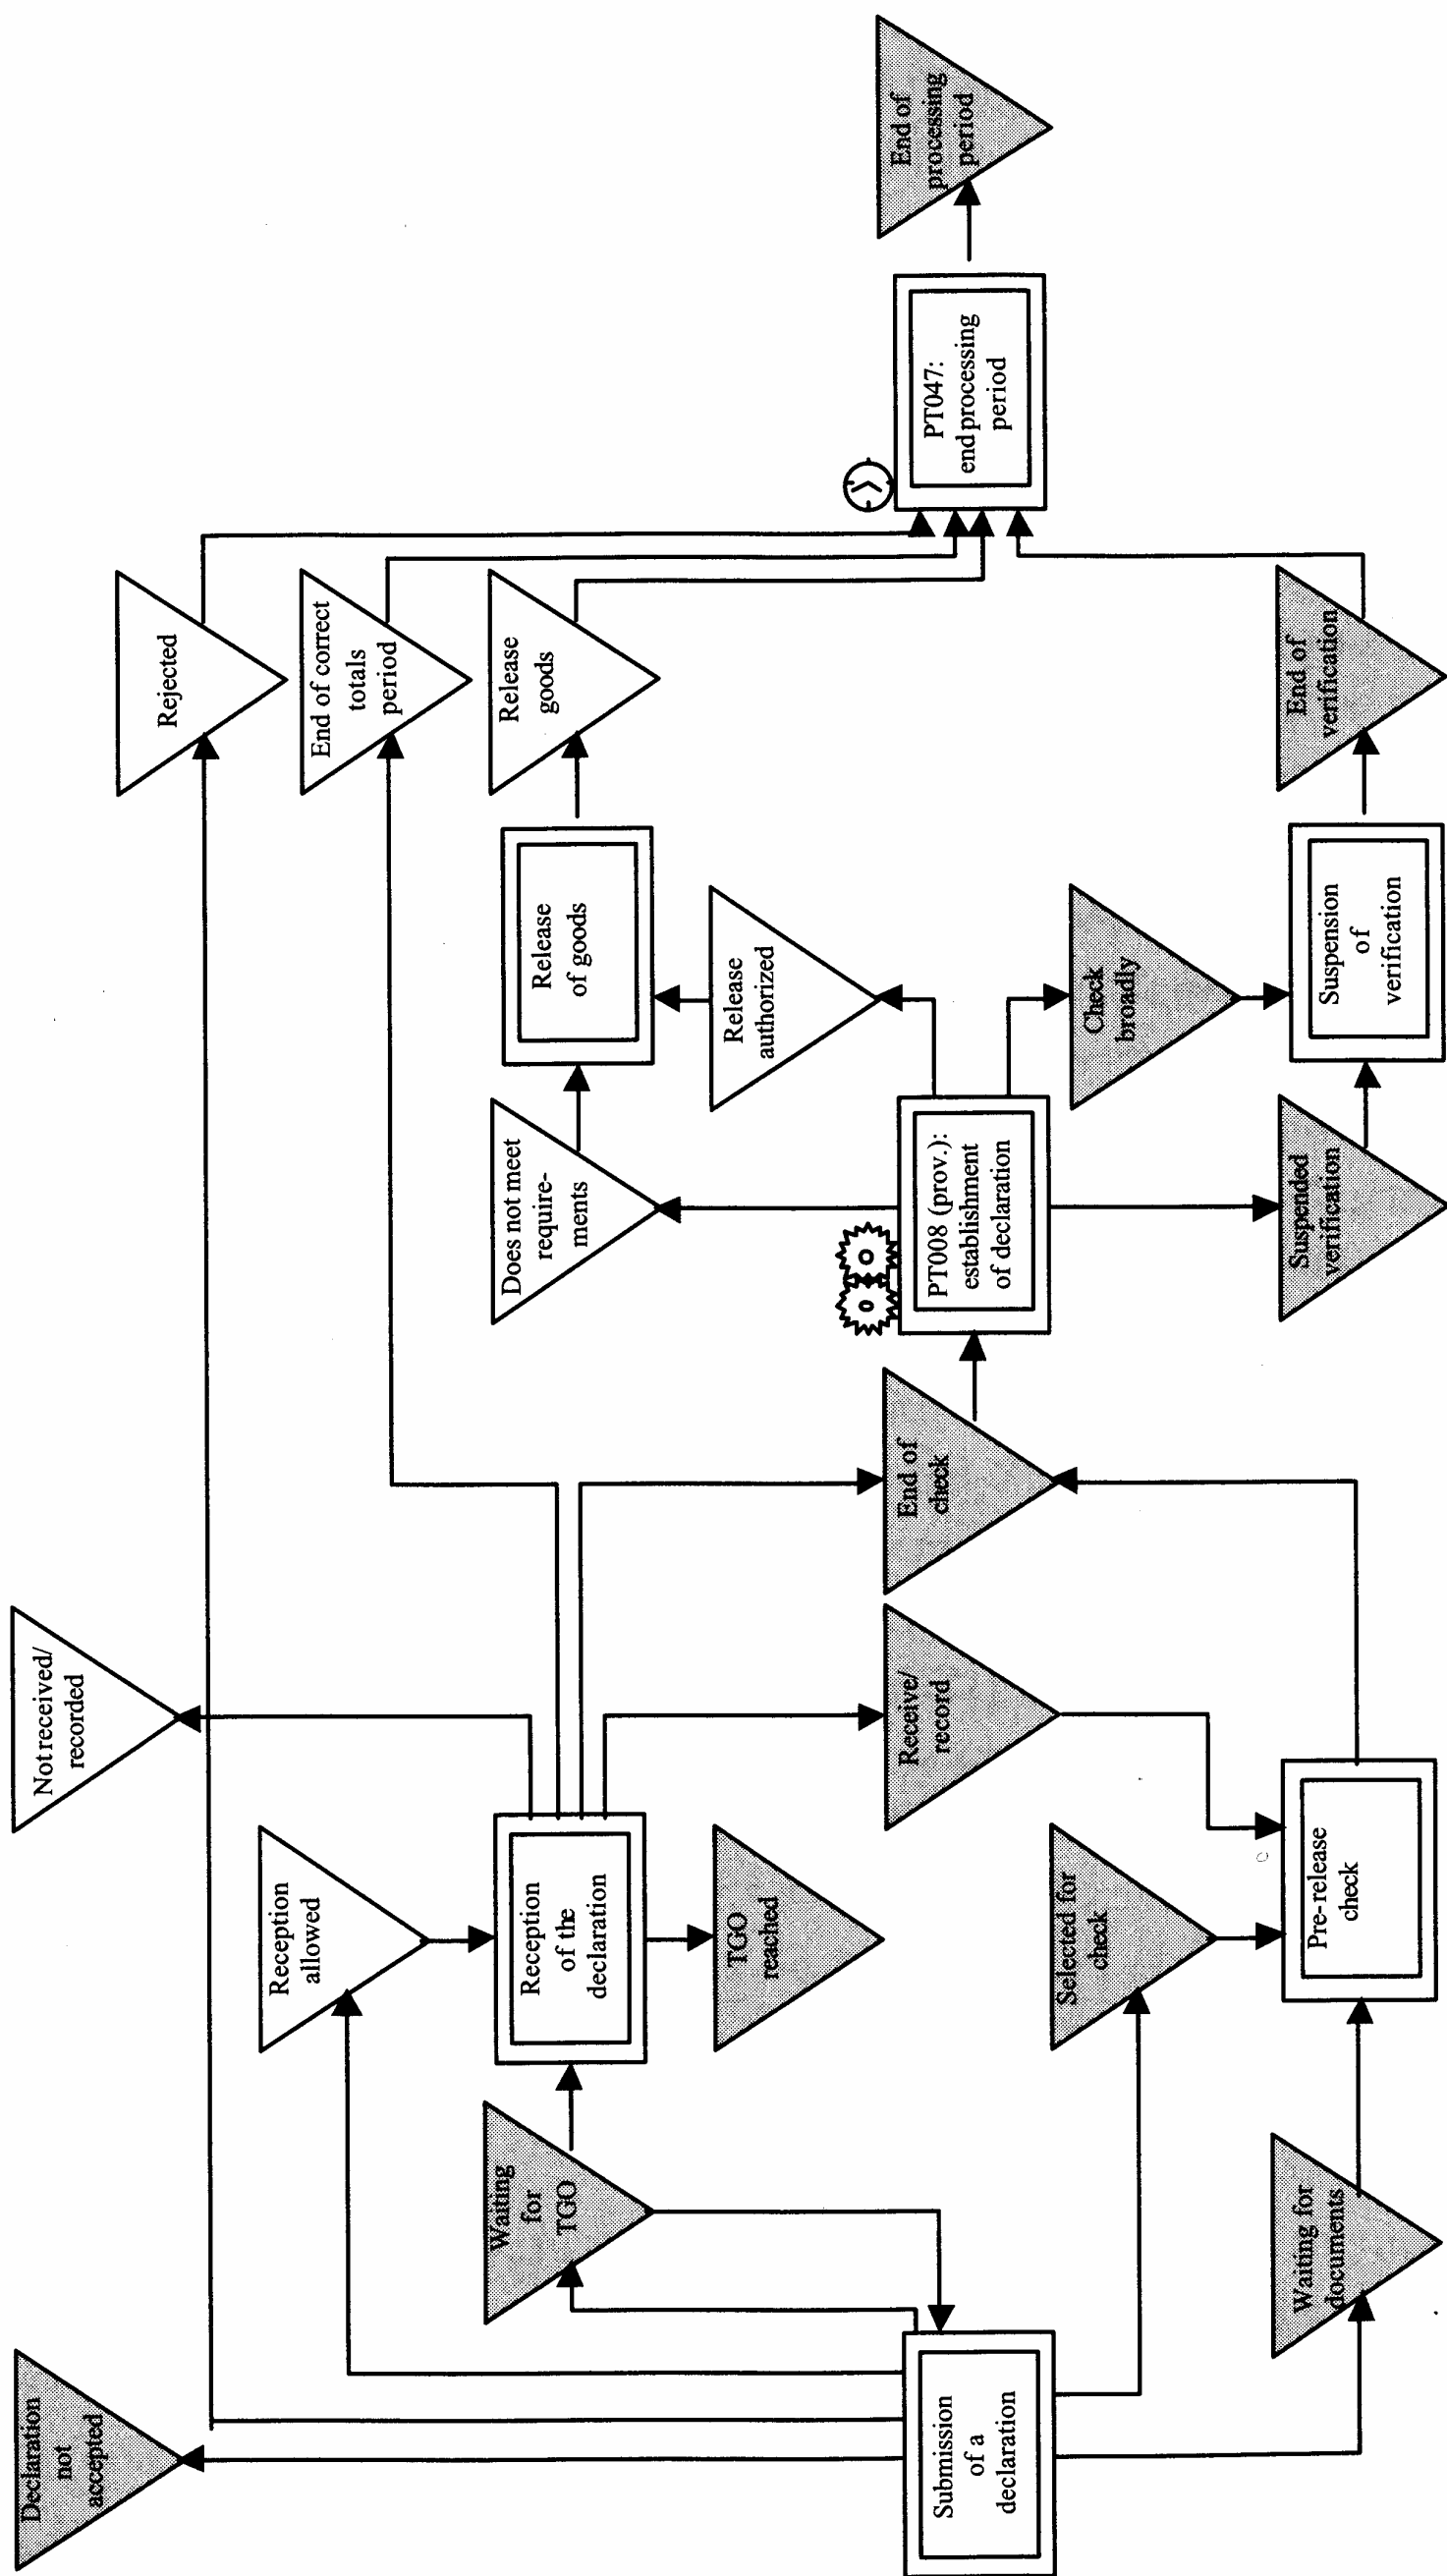 Declaration
not
accepted
Not received/
recorded
Rejected
Reception
allowed
End of correct
totals
period
Waiting
for
TGO
Reception
of the
declaration
Does not meet
require-
ments
Release
of goods
Release
goods
TGO
reached
Release
authorized
Submission
of a
declaration
Receive/
record
End of
check
PT008 (prov.):
establishment
of declaration
PT047:
end processing
period
End of
processing
period
Selected for
check
Check
broadly
Waiting for
documents
Pre-release
check
Suspended
verification
Suspension
of
verification
End of
verification